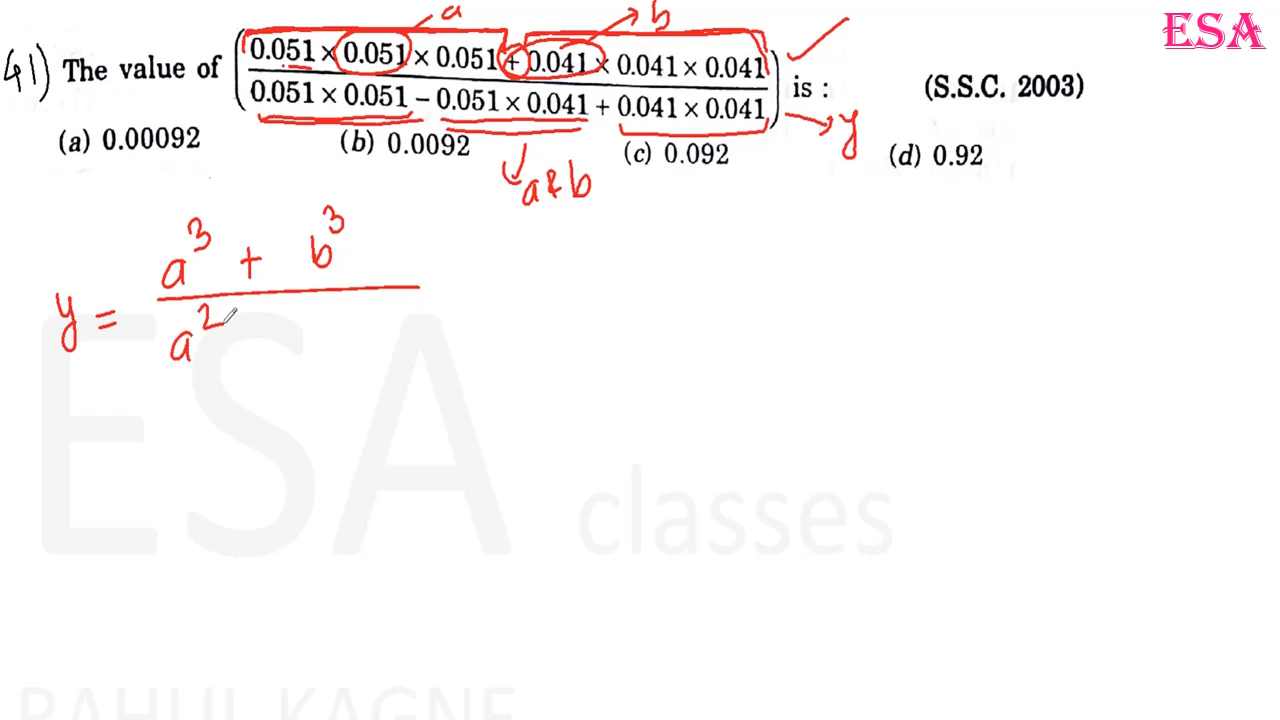 ESA
a
b
41) The value of (0.051 × 0.051 × 0.051 + 0.041 × 0.041 × 0.041 / 0.051 × 0.051 − 0.051 × 0.041 + 0.041 × 0.041) is : (S.S.C. 2003)
y
(a) 0.00092 (b) 0.0092 (c) 0.092 (d) 0.92
a & b
a³ + b³
y =
a²
ESA classes
RAHUL KAGNE